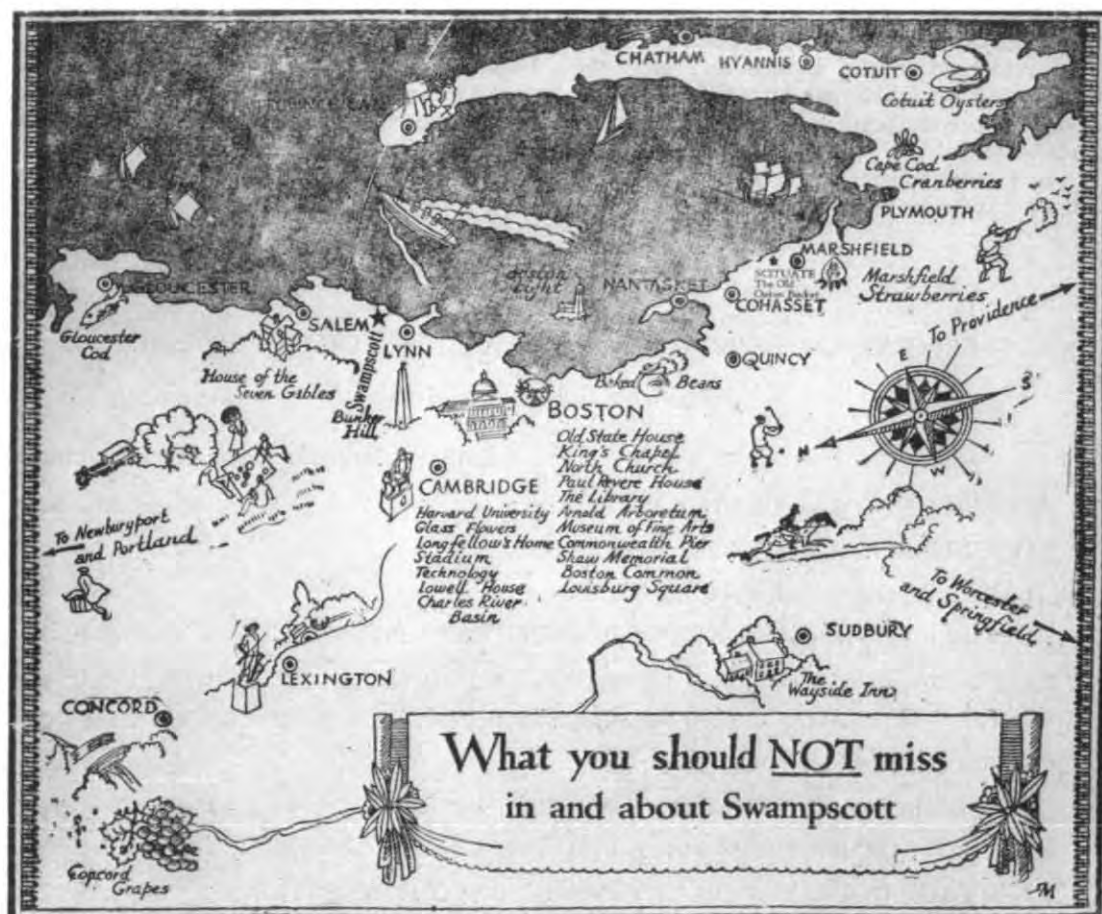 CHATHAM
HYANNIS
COTUIT
Cotuit Oysters
Cape Cod
Cranberries
PLYMOUTH
MARSHFIELD
SCITUATE
The Old
Oaken Bucket
Marshfield
Strawberries
GLOUCESTER
Gloucester
Cod
SALEM
House of the
Seven Gables
Swampscott
LYNN
Bunker
Hill
Boston
Light
NANTASKET
COHASSET
To Providence
QUINCY
Baked Beans
BOSTON
Old State House
King's Chapel
North Church
Paul Revere House
The Library
Arnold Arboretum
Museum of Fine Arts
Commonwealth Pier
Shaw Memorial
Boston Common
Louisburg Square
E
S
N
W
CAMBRIDGE
Harvard University
Glass Flowers
Longfellow's Home
Stadium
Technology
Lowell House
Charles River
Basin
To Newburyport
and Portland
To Worcester
and Springfield
SUDBURY
The
Wayside Inn
LEXINGTON
CONCORD
Concord
Grapes
What you should NOT miss
in and about Swampscott
AM